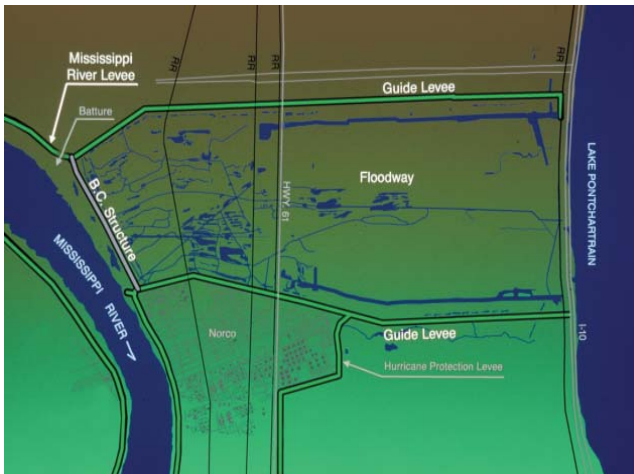 Mississippi
River Levee
Batture
RR
RR
RR
RR
Guide Levee
B.C. Structure
HWY. 61
Floodway
LAKE PONTCHARTRAIN
MISSISSIPPI
RIVER
Norco
Guide Levee
I-10
Hurricane Protection Levee